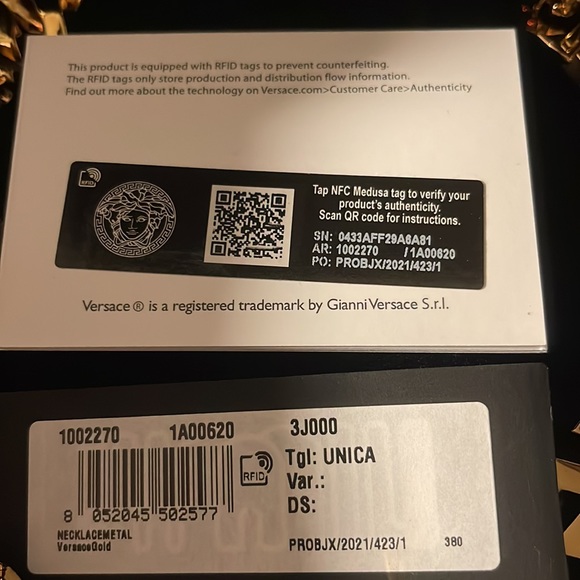 This product is equipped with RFID tags to prevent counterfeiting.
The RFID tags only store production and distribution flow information.
Find out more about the technology on Versace.com>Customer Care>Authenticity
RFID
Tap NFC Medusa tag to verify your
product's authenticity.
Scan QR code for instructions.
SN: 0433AFF29A6A81
AR: 1002270 /1A00620
PO: PROBJX/2021/423/1
Versace ® is a registered trademark by Gianni Versace S.r.l.
1002270 1A00620 3J000
RFID
Tgl: UNICA
Var.:
DS:
8 052045 502577
NECKLACEMETAL
VersaceGold
PROBJX/2021/423/1 380